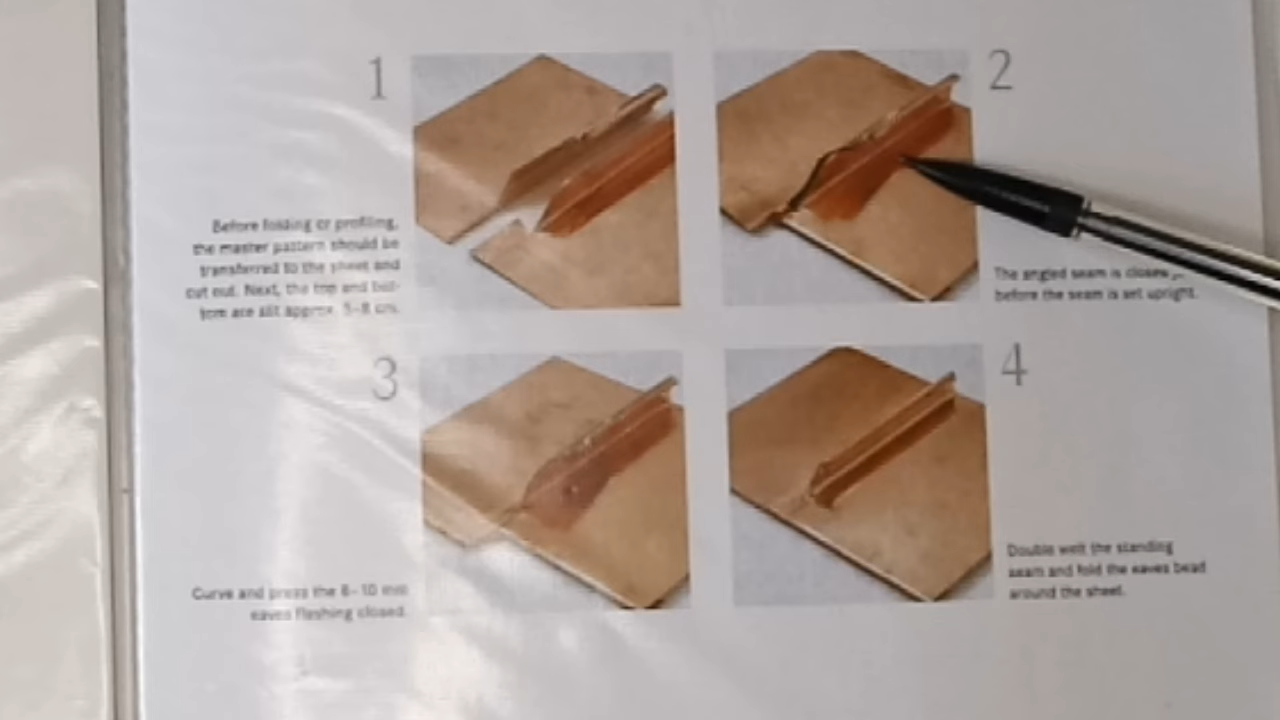 1
Before folding or profiling,
the master pattern should be
transferred to the sheet and
cut out. Next, the top and bot-
tom are slit approx. 5-8 cm.
2
The angled seam is closed
before the seam is set upright.
3
Curve and press the 8-10 mm
eaves flashing closed.
4
Double welt the standing
seam and fold the eaves bead
around the sheet.